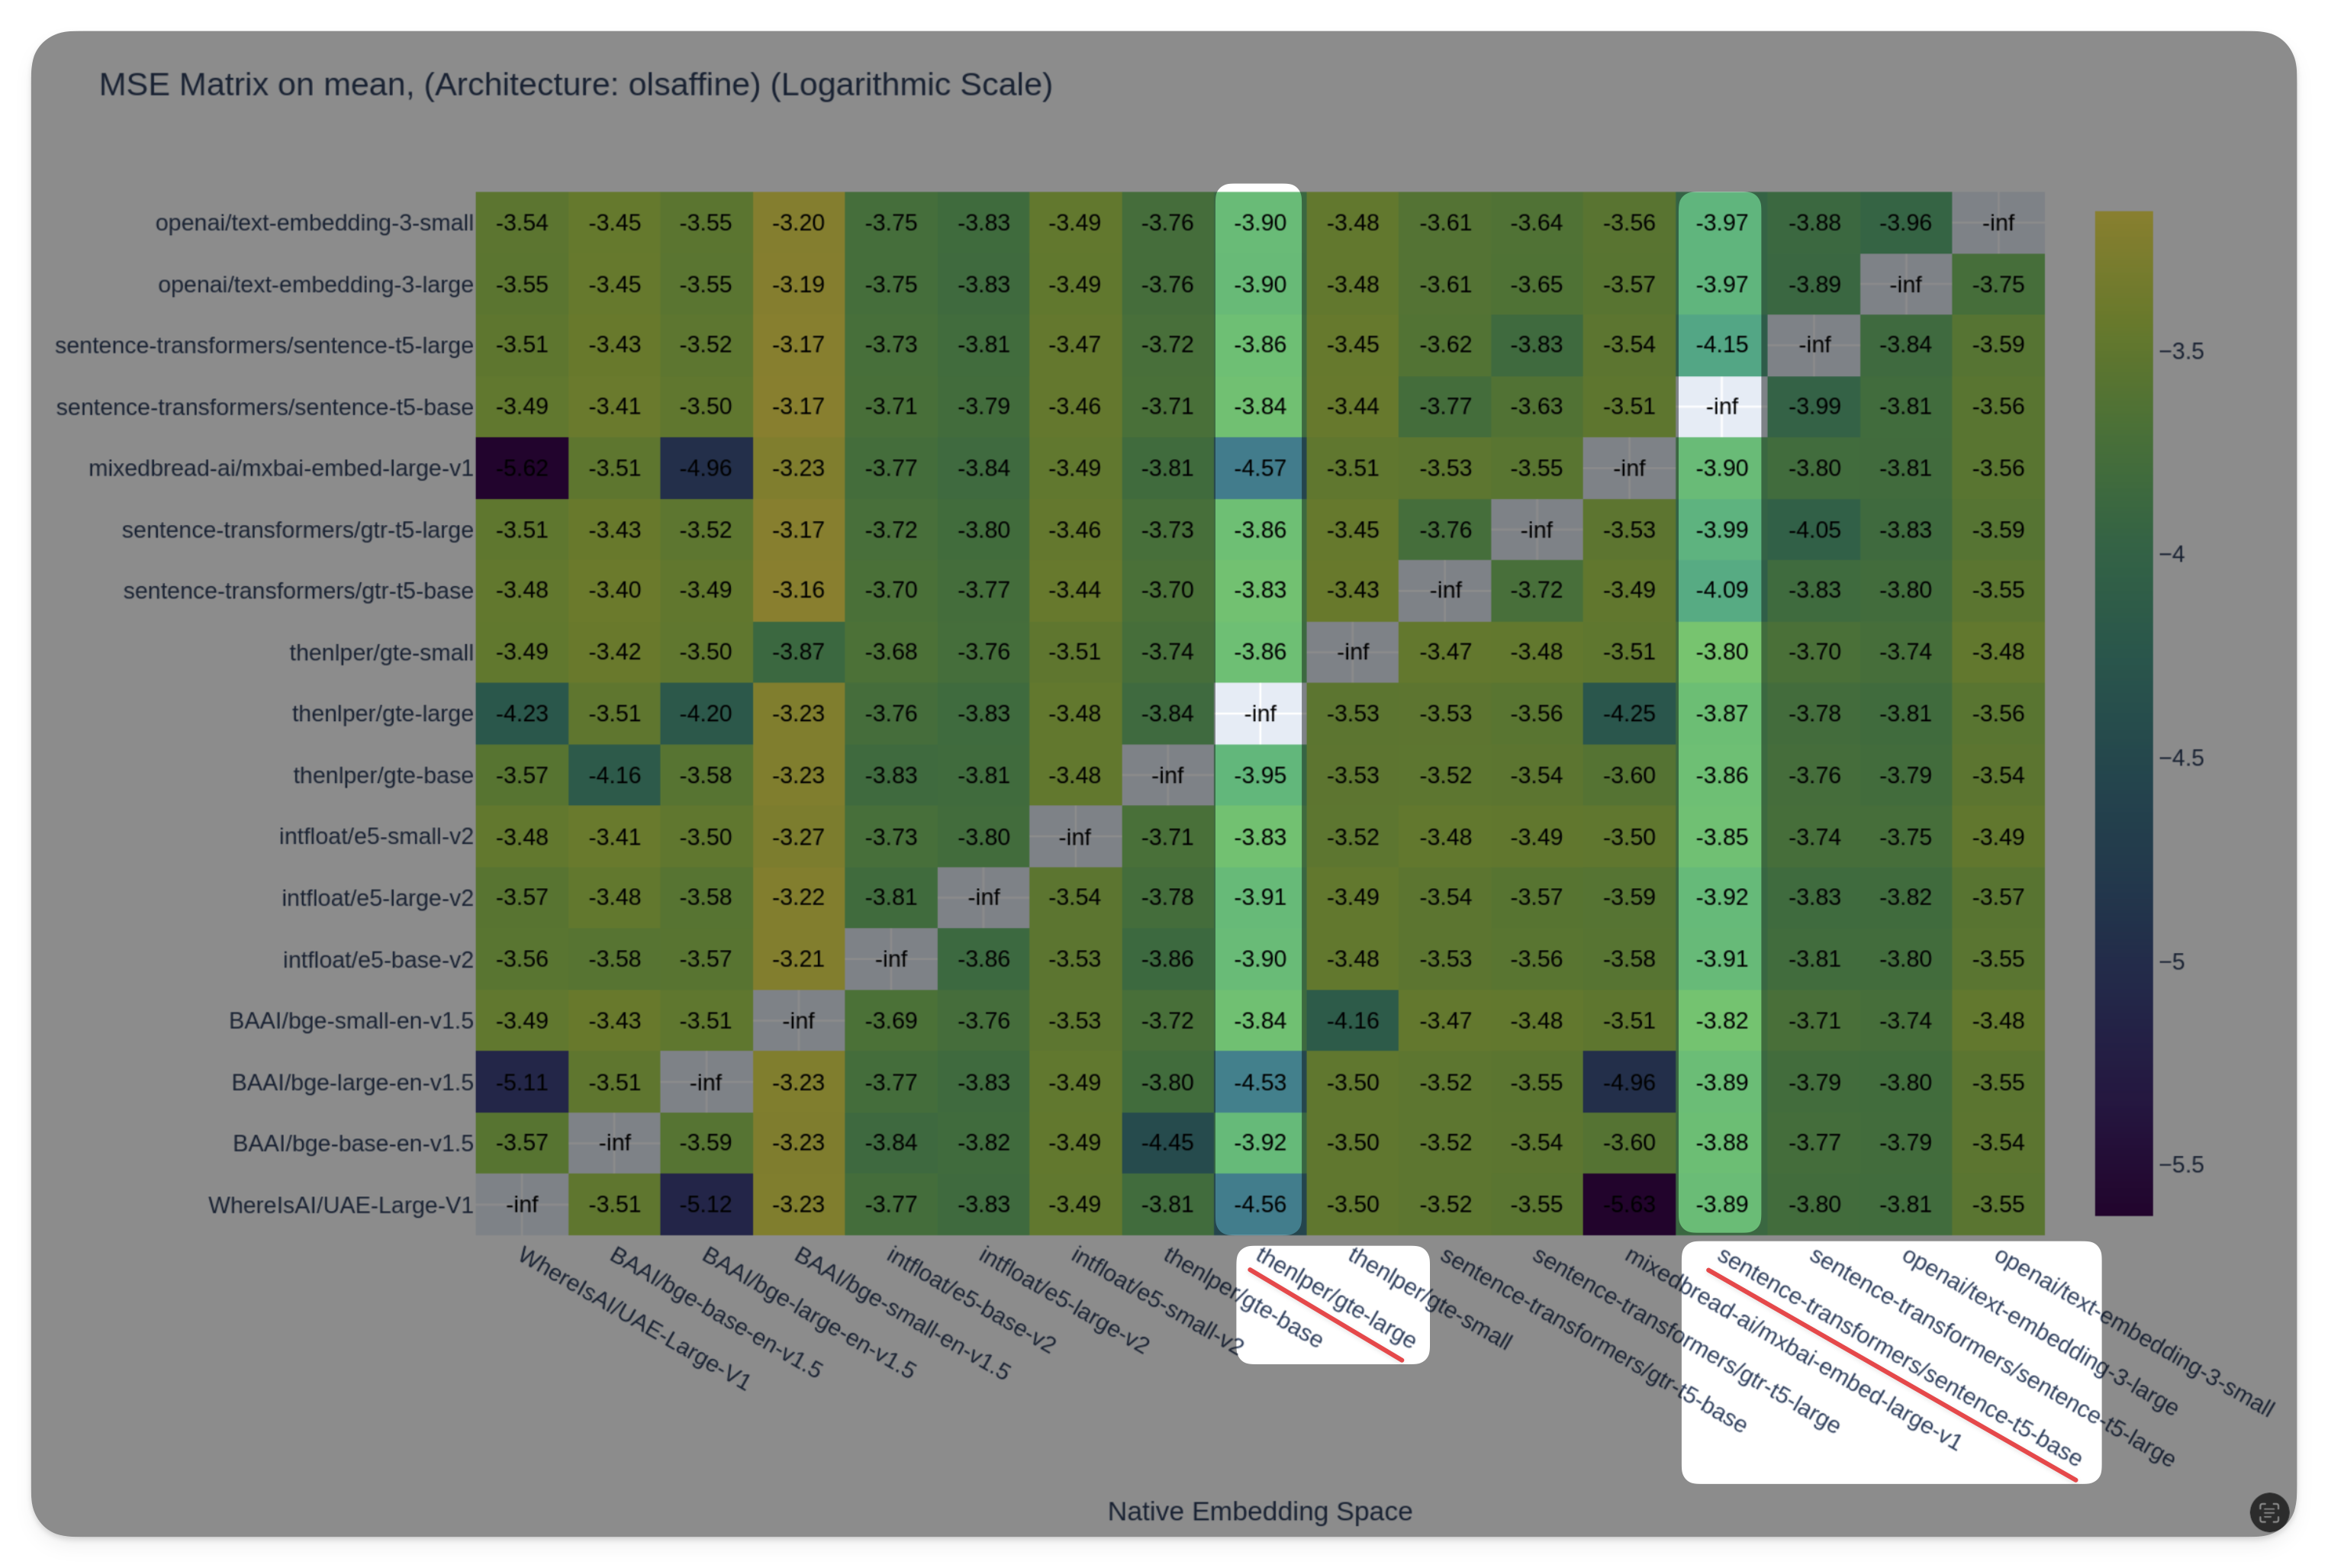 MSE Matrix on mean, (Architecture: olsaffine) (Logarithmic Scale)
openai/text-embedding-3-small -3.54 -3.45 -3.55 -3.20 -3.75 -3.83 -3.49 -3.76 -3.90 -3.48 -3.61 -3.64 -3.56 -3.97 -3.88 -3.96 -inf
openai/text-embedding-3-large -3.55 -3.45 -3.55 -3.19 -3.75 -3.83 -3.49 -3.76 -3.90 -3.48 -3.61 -3.65 -3.57 -3.97 -3.89 -inf -3.75
sentence-transformers/sentence-t5-large -3.51 -3.43 -3.52 -3.17 -3.73 -3.81 -3.47 -3.72 -3.86 -3.45 -3.62 -3.83 -3.54 -4.15 -inf -3.84 -3.59
sentence-transformers/sentence-t5-base -3.49 -3.41 -3.50 -3.17 -3.71 -3.79 -3.46 -3.71 -3.84 -3.44 -3.77 -3.63 -3.51 -inf -3.99 -3.81 -3.56
mixedbread-ai/mxbai-embed-large-v1 -5.62 -3.51 -4.96 -3.23 -3.77 -3.84 -3.49 -3.81 -4.57 -3.51 -3.53 -3.55 -inf -3.90 -3.80 -3.81 -3.56
sentence-transformers/gtr-t5-large -3.51 -3.43 -3.52 -3.17 -3.72 -3.80 -3.46 -3.73 -3.86 -3.45 -3.76 -inf -3.53 -3.99 -4.05 -3.83 -3.59
sentence-transformers/gtr-t5-base -3.48 -3.40 -3.49 -3.16 -3.70 -3.77 -3.44 -3.70 -3.83 -3.43 -inf -3.72 -3.49 -4.09 -3.83 -3.80 -3.55
thenlper/gte-small -3.49 -3.42 -3.50 -3.87 -3.68 -3.76 -3.51 -3.74 -3.86 -inf -3.47 -3.48 -3.51 -3.80 -3.70 -3.74 -3.48
thenlper/gte-large -4.23 -3.51 -4.20 -3.23 -3.76 -3.83 -3.48 -3.84 -inf -3.53 -3.53 -3.56 -4.25 -3.87 -3.78 -3.81 -3.56
thenlper/gte-base -3.57 -4.16 -3.58 -3.23 -3.83 -3.81 -3.48 -inf -3.95 -3.53 -3.52 -3.54 -3.60 -3.86 -3.76 -3.79 -3.54
intfloat/e5-small-v2 -3.48 -3.41 -3.50 -3.27 -3.73 -3.80 -inf -3.71 -3.83 -3.52 -3.48 -3.49 -3.50 -3.85 -3.74 -3.75 -3.49
intfloat/e5-large-v2 -3.57 -3.48 -3.58 -3.22 -3.81 -inf -3.54 -3.78 -3.91 -3.49 -3.54 -3.57 -3.59 -3.92 -3.83 -3.82 -3.57
intfloat/e5-base-v2 -3.56 -3.58 -3.57 -3.21 -inf -3.86 -3.53 -3.86 -3.90 -3.48 -3.53 -3.56 -3.58 -3.91 -3.81 -3.80 -3.55
BAAI/bge-small-en-v1.5 -3.49 -3.43 -3.51 -inf -3.69 -3.76 -3.53 -3.72 -3.84 -4.16 -3.47 -3.48 -3.51 -3.82 -3.71 -3.74 -3.48
BAAI/bge-large-en-v1.5 -5.11 -3.51 -inf -3.23 -3.77 -3.83 -3.49 -3.80 -4.53 -3.50 -3.52 -3.55 -4.96 -3.89 -3.79 -3.80 -3.55
BAAI/bge-base-en-v1.5 -3.57 -inf -3.59 -3.23 -3.84 -3.82 -3.49 -4.45 -3.92 -3.50 -3.52 -3.54 -3.60 -3.88 -3.77 -3.79 -3.54
WhereIsAI/UAE-Large-V1 -inf -3.51 -5.12 -3.23 -3.77 -3.83 -3.49 -3.81 -4.56 -3.50 -3.52 -3.55 -5.63 -3.89 -3.80 -3.81 -3.55
−3.5
−4
−4.5
−5
−5.5
WhereIsAI/UAE-Large-V1
BAAI/bge-base-en-v1.5
BAAI/bge-large-en-v1.5
BAAI/bge-small-en-v1.5
intfloat/e5-base-v2
intfloat/e5-large-v2
intfloat/e5-small-v2
thenlper/gte-base
thenlper/gte-large
thenlper/gte-small
sentence-transformers/gtr-t5-base
sentence-transformers/gtr-t5-large
mixedbread-ai/mxbai-embed-large-v1
sentence-transformers/sentence-t5-base
sentence-transformers/sentence-t5-large
openai/text-embedding-3-large
openai/text-embedding-3-small
Native Embedding Space